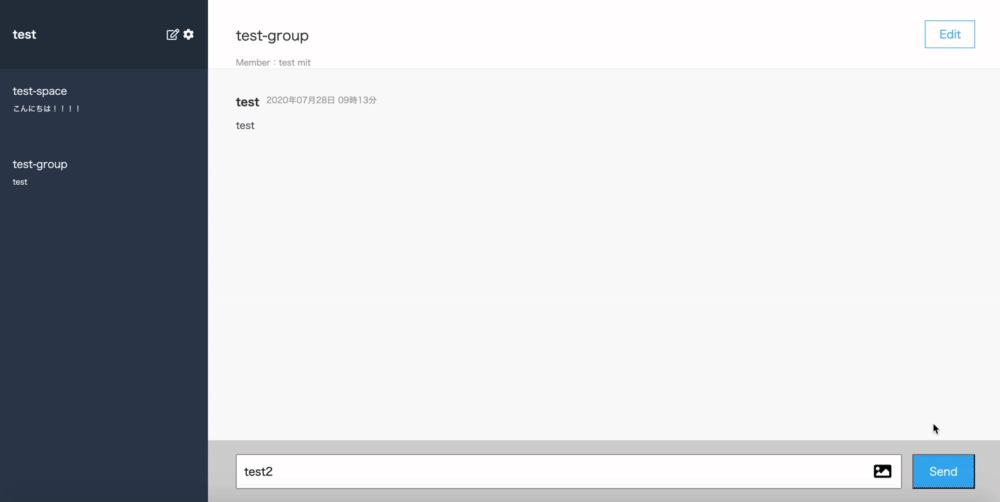 test
test-space
こんにちは！！！！
test-group
test
test-group
Edit
Member：test mit
test 2020年07月28日 09時13分
test
test2
Send